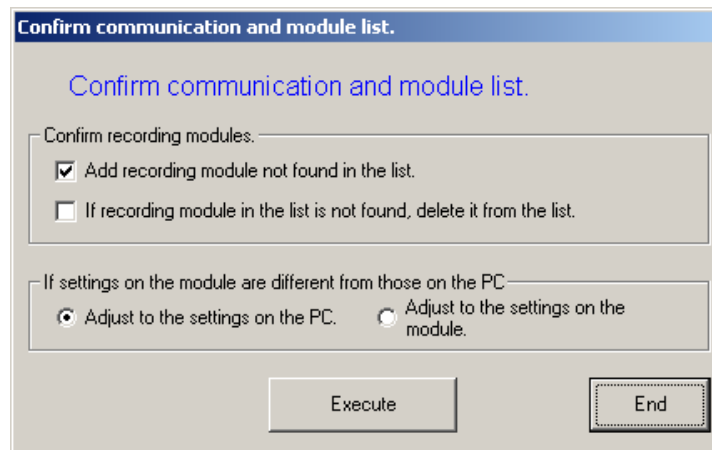 Confirm communication and module list.
Confirm communication and module list.
Confirm recording modules.
Add recording module not found in the list.
If recording module in the list is not found, delete it from the list.
If settings on the module are different from those on the PC
Adjust to the settings on the PC.
Adjust to the settings on the
module.
Execute
End